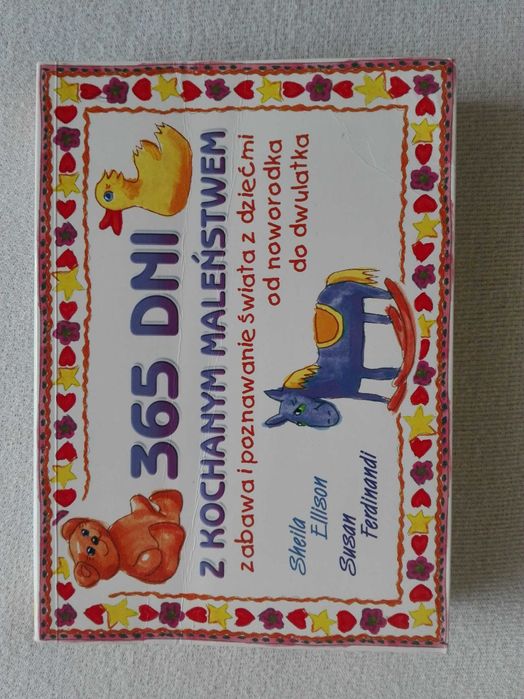 365 DNI
Z KOCHANYM MALEŃSTWEM
zabawa i poznawanie świata z dziećmi
od noworodka
do dwulatka
Sheila
Ellison
Susan
Ferdinandi